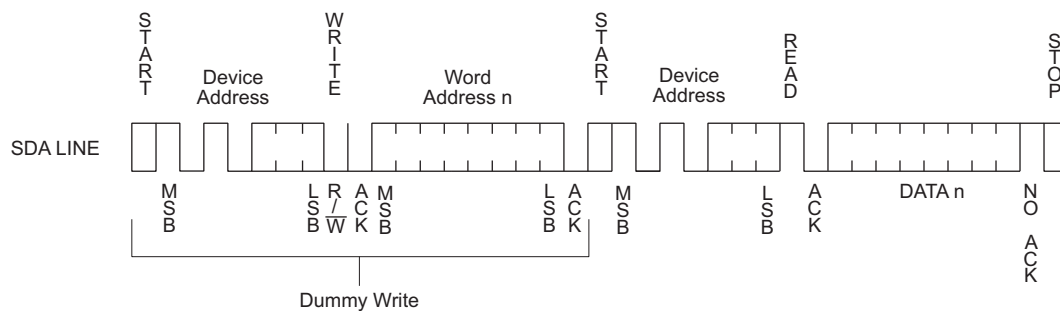 START
WRITE
START
READ
STOP
Device
Address
Word
Address n
Device
Address
SDA LINE
MSB
LSB
R/W
ACK
MSB
LSB
ACK
MSB
LSB
ACK
DATA n
NO ACK
Dummy Write